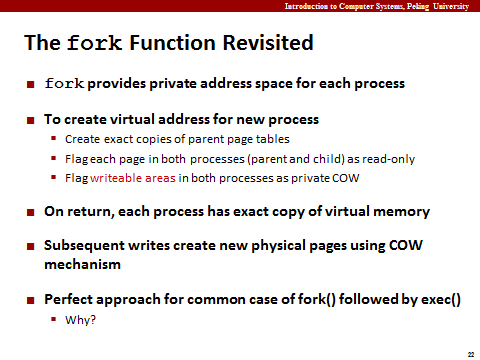 Introduction to Computer Systems, Peking University
The fork Function Revisited
■ fork provides private address space for each process
■ To create virtual address for new process
▪ Create exact copies of parent page tables
▪ Flag each page in both processes (parent and child) as read-only
▪ Flag writeable areas in both processes as private COW
■ On return, each process has exact copy of virtual memory
■ Subsequent writes create new physical pages using COW
mechanism
■ Perfect approach for common case of fork() followed by exec()
▪ Why?
22